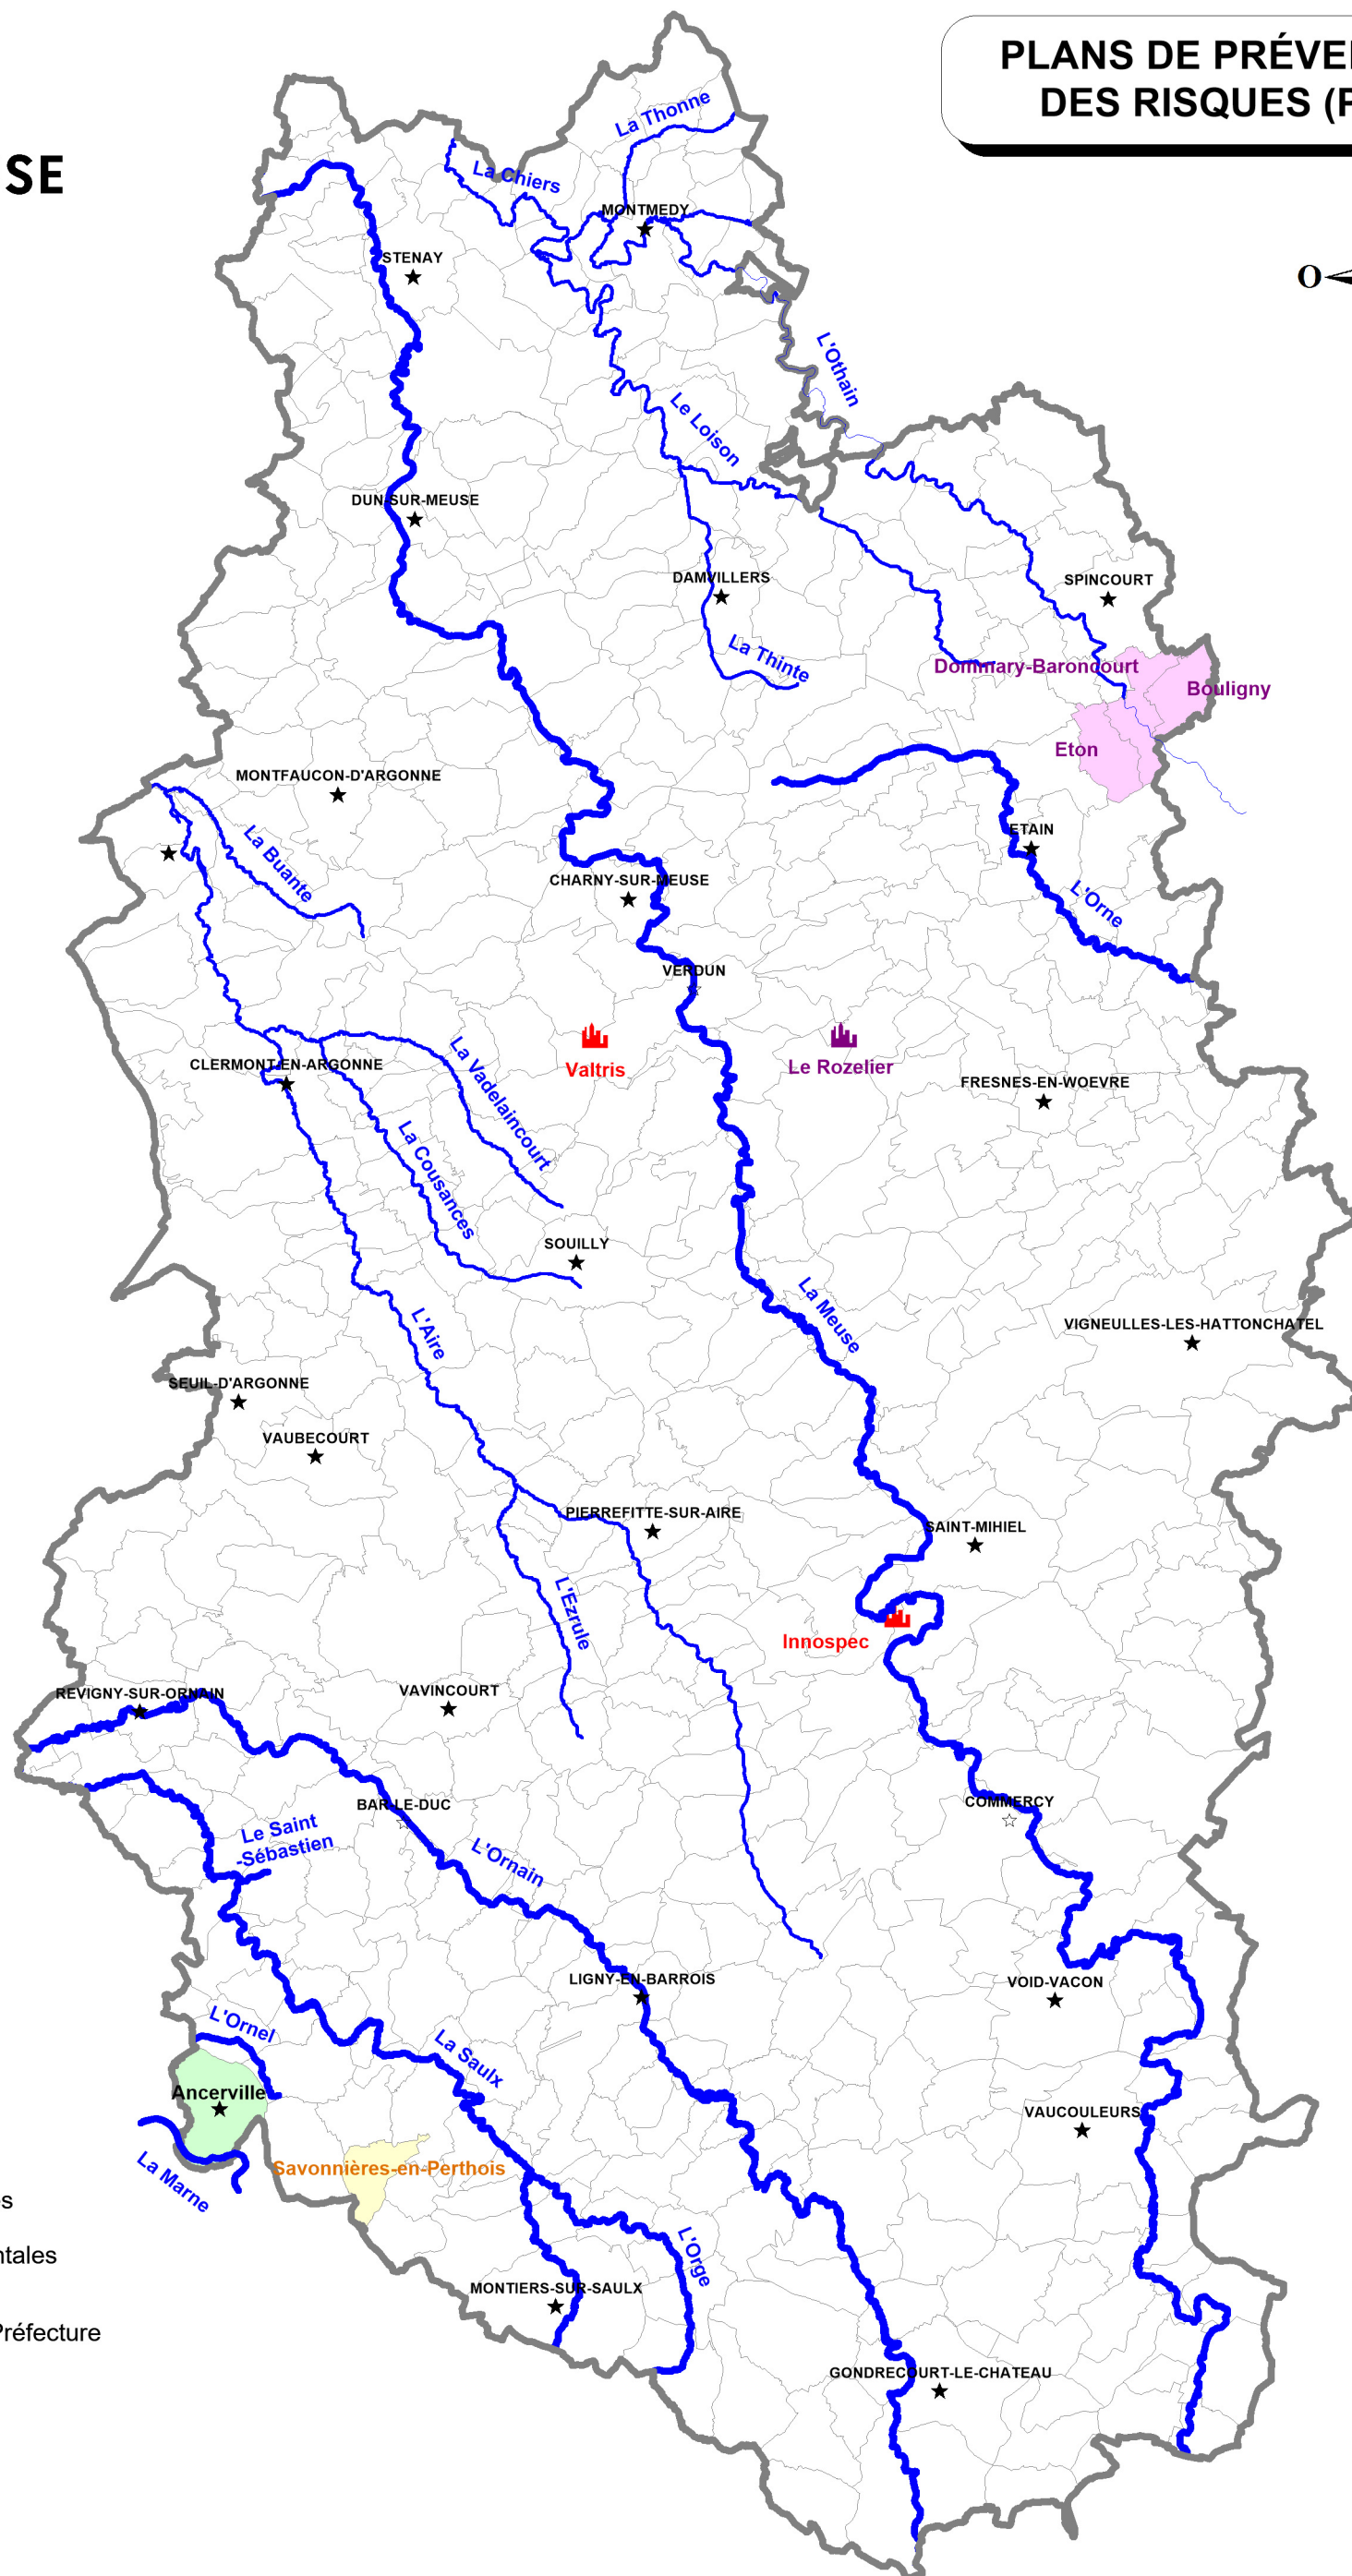 PLANS DE PRÉVE
DES RISQUES (P
SE
La Thonne
La Chiers
MONTMEDY
STENAY
O
L'Othain
Le Loison
DUN-SUR-MEUSE
DAMVILLERS
SPINCOURT
La Thinte
Dommary-Baroncourt
Bouligny
Eton
MONTFAUCON-D'ARGONNE
La Buante
ETAIN
CHARNY-SUR-MEUSE
L'Orne
VERDUN
La Vadelaincourt
CLERMONT-EN-ARGONNE
Valtris
Le Rozelier
FRESNES-EN-WOEVRE
La Cousances
SOUILLY
La Meuse
L'Aire
VIGNEULLES-LES-HATTONCHATEL
SEUIL-D'ARGONNE
VAUBECOURT
PIERREFITTE-SUR-AIRE
SAINT-MIHIEL
L'Ezrule
Innospec
REVIGNY-SUR-ORNAIN
VAVINCOURT
BAR-LE-DUC
COMMERCY
Le Saint
-Sébastien
L'Ornain
LIGNY-EN-BARROIS
VOID-VACON
L'Ornel
La Saulx
Ancerville
VAUCOULEURS
La Marne
Savonnières-en-Perthois
s
ntales
L'Orge
MONTIERS-SUR-SAULX
Préfecture
GONDRECOURT-LE-CHATEAU